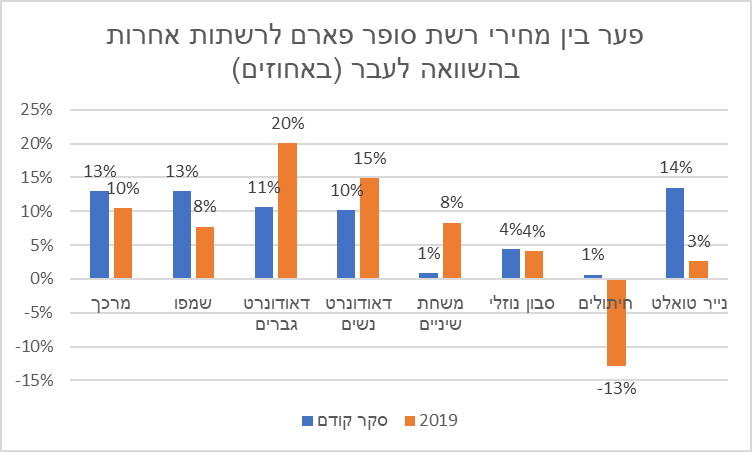 פער בין מחירי רשת סופר פארם לרשתות אחרות
בהשוואה לעבר (באחוזים)
25%
20%
15%
10%
5%
0%
-5%
-10%
-15%
13%
10%
13%
8%
11%
20%
10%
15%
1%
8%
4%
4%
1%
-13%
14%
3%
מרכך
שמפו
דאודורנט
גברים
דאודורנט
נשים
משחת
שיניים
סבון נוזלי
חיתולים
נייר טואלט
סקר קודם
2019